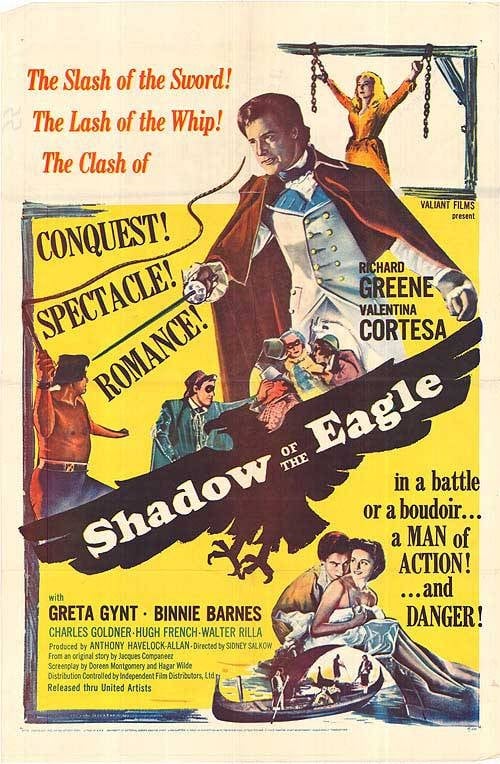 The Slash of the Sword!
The Lash of the Whip!
The Clash of
CONQUEST!
SPECTACLE!
ROMANCE!
VALIANT FILMS
present
RICHARD
GREENE
VALENTINA
CORTESA
Shadow OF THE Eagle
in a battle
or a boudoir...
a MAN of
ACTION!
...and
DANGER!
with
GRETA GYNT · BINNIE BARNES
CHARLES GOLDNER · HUGH FRENCH · WALTER RILLA
Produced by ANTHONY HAVELOCK-ALLAN · Directed by SIDNEY SALKOW
From an original story by Jacques Companeez
Screenplay by Doreen Montgomery and Hagar Wilde
Distribution Controlled by Independent Film Distributors, Ltd.
Released thru United Artists